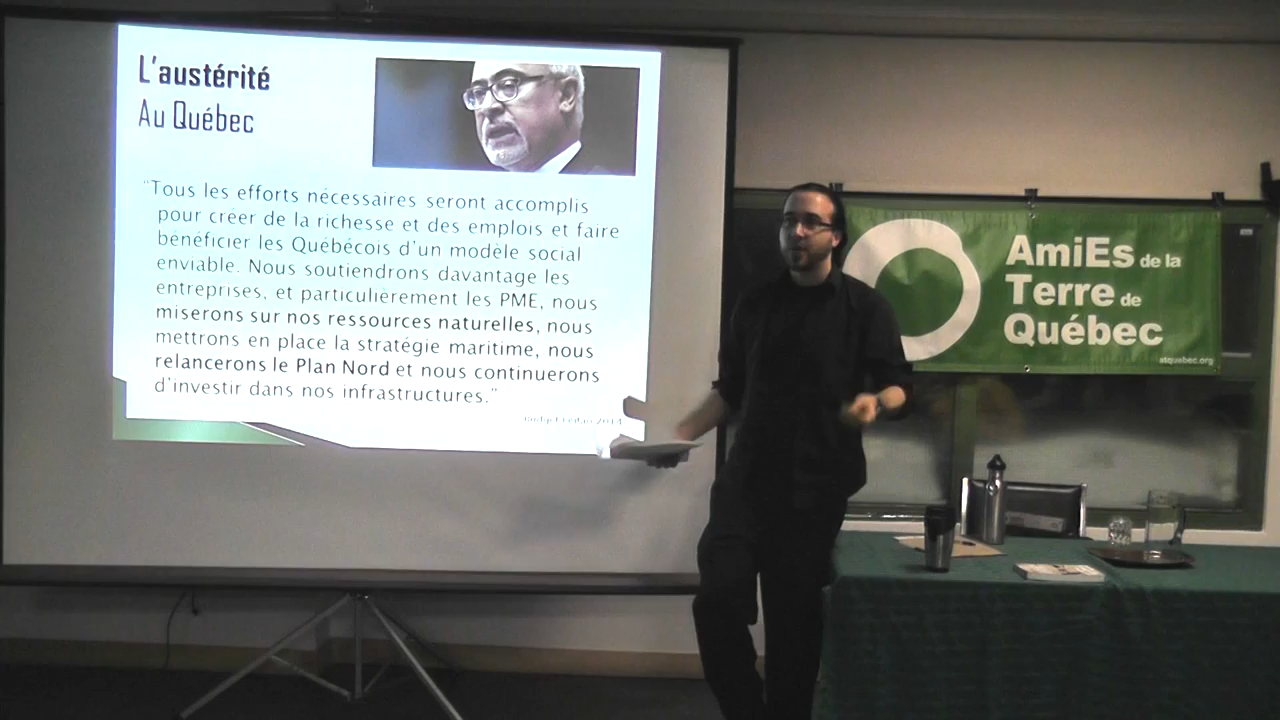 L'austérité
Au Québec
"Tous les efforts nécessaires seront accomplis
pour créer de la richesse et des emplois et faire
bénéficier les Québécois d'un modèle social
enviable. Nous soutiendrons davantage les
entreprises, et particulièrement les PME, nous
miserons sur nos ressources naturelles, nous
mettrons en place la stratégie maritime, nous
relancerons le Plan Nord et nous continuerons
d'investir dans nos infrastructures."
2014
AmiEs de la
Terre de
Québec
atquebec.org